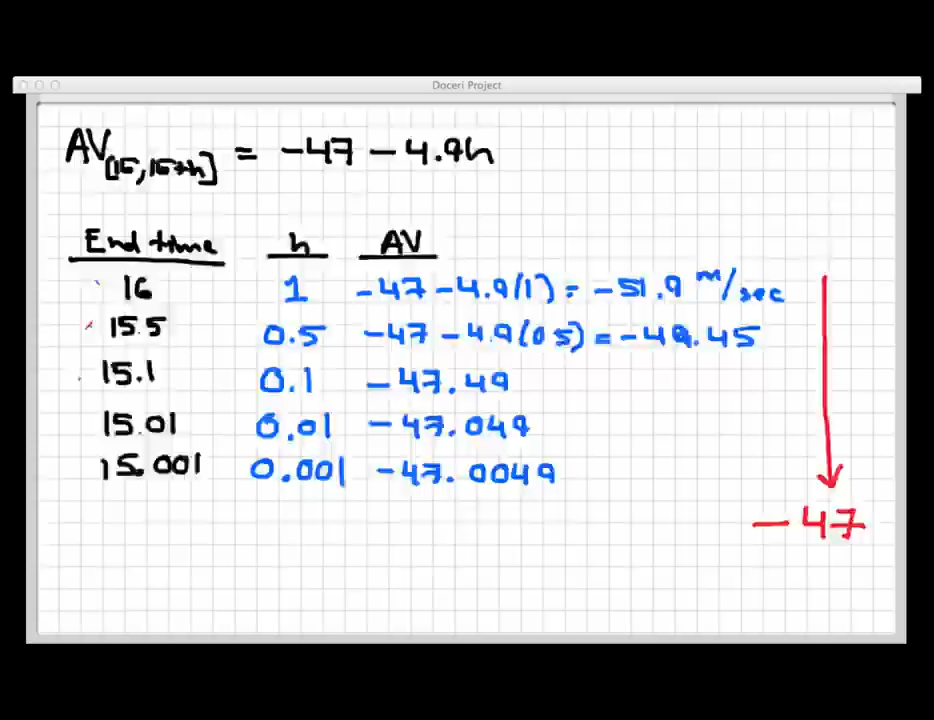 Doceri Project
AV[15,15+h] = -47 - 4.9h
End time h AV
16 1 -47 -4.9(1) = -51.9 m/sec
15.5 0.5 -47 -4.9(0 5) = -49.45
15.1 0.1 -47.49
15.01 0.01 -47.049
15.001 0.001 -47.0049
-47